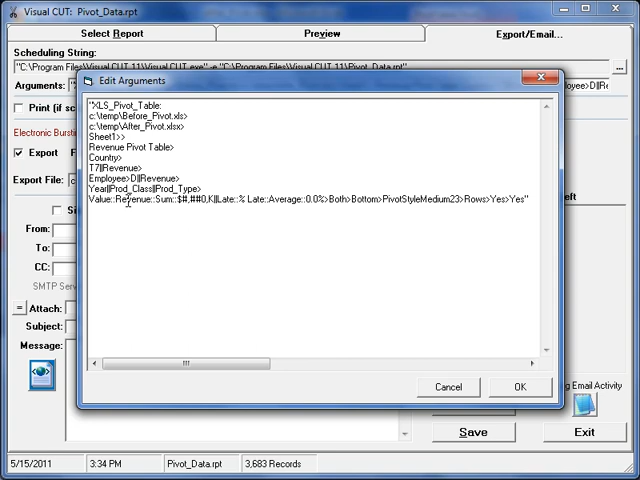 Visual CUT: Pivot_Data.rpt
Select Report
Preview
Export/Email...
Scheduling String:
"C:\Program Files\Visual CUT 11\Visual CUT.exe" -e "C:\Program Files\Visual CUT 11\Pivot_Data.rpt"
...
Arguments:
Edit Arguments
"XLS_Pivot_Table:
c:\temp\Before_Pivot.xls>
c:\temp\After_Pivot.xlsx>
Sheet1>>
Revenue Pivot Table>
Country>
T7||Revenue>
Employee>D||Revenue>
Year||Prod_Class||Prod_Type>
Value::Revenue::Sum::$#,##0,K||Late::% Late::Average::0.0%>Both>Bottom>PivotStyleMedium23>Rows>Yes>Yes"
Cancel
OK
Print (if sc
Electronic Bursti
Export
Export File:
From:
To:
CC:
SMTP Serv
Attach:
Subject:
Message:
Email Activity
Save
Exit
5/15/2011
3:34 PM
Pivot_Data.rpt
3,683 Records